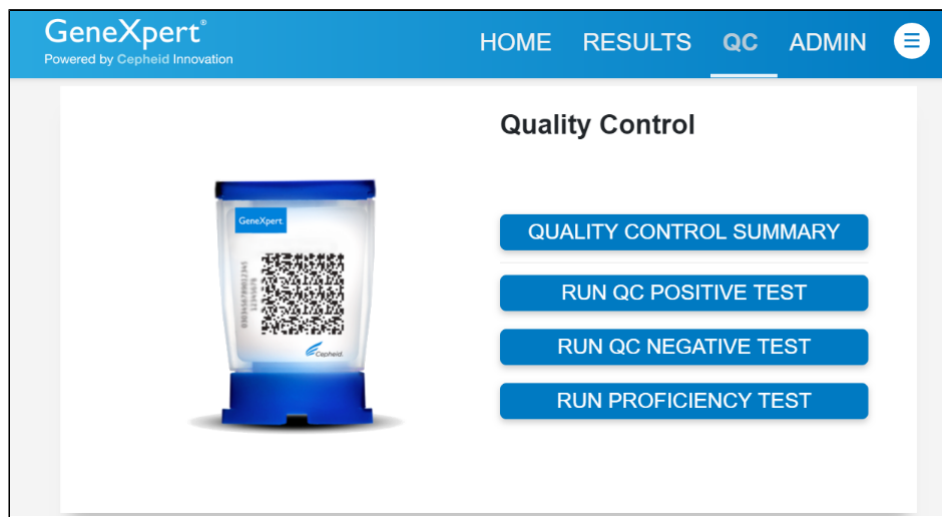 GeneXpert®
Powered by Cepheid Innovation
HOME RESULTS QC ADMIN
Quality Control
GeneXpert
Cepheid
QUALITY CONTROL SUMMARY
RUN QC POSITIVE TEST
RUN QC NEGATIVE TEST
RUN PROFICIENCY TEST